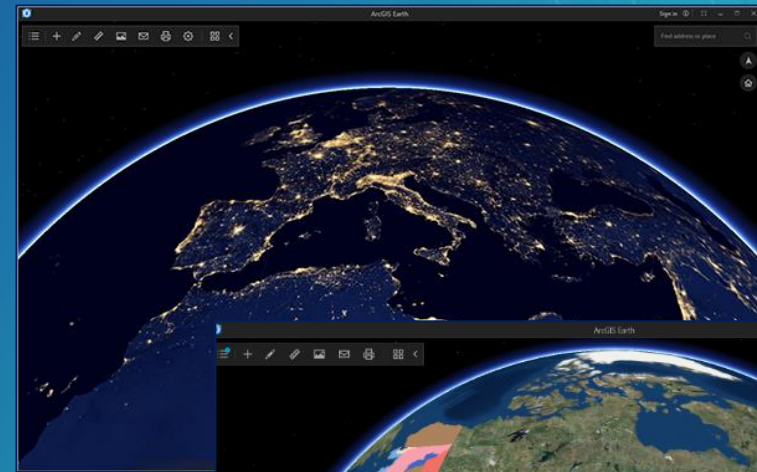 ArcGIS Earth
Sign in
Find address or place
ArcGIS Earth